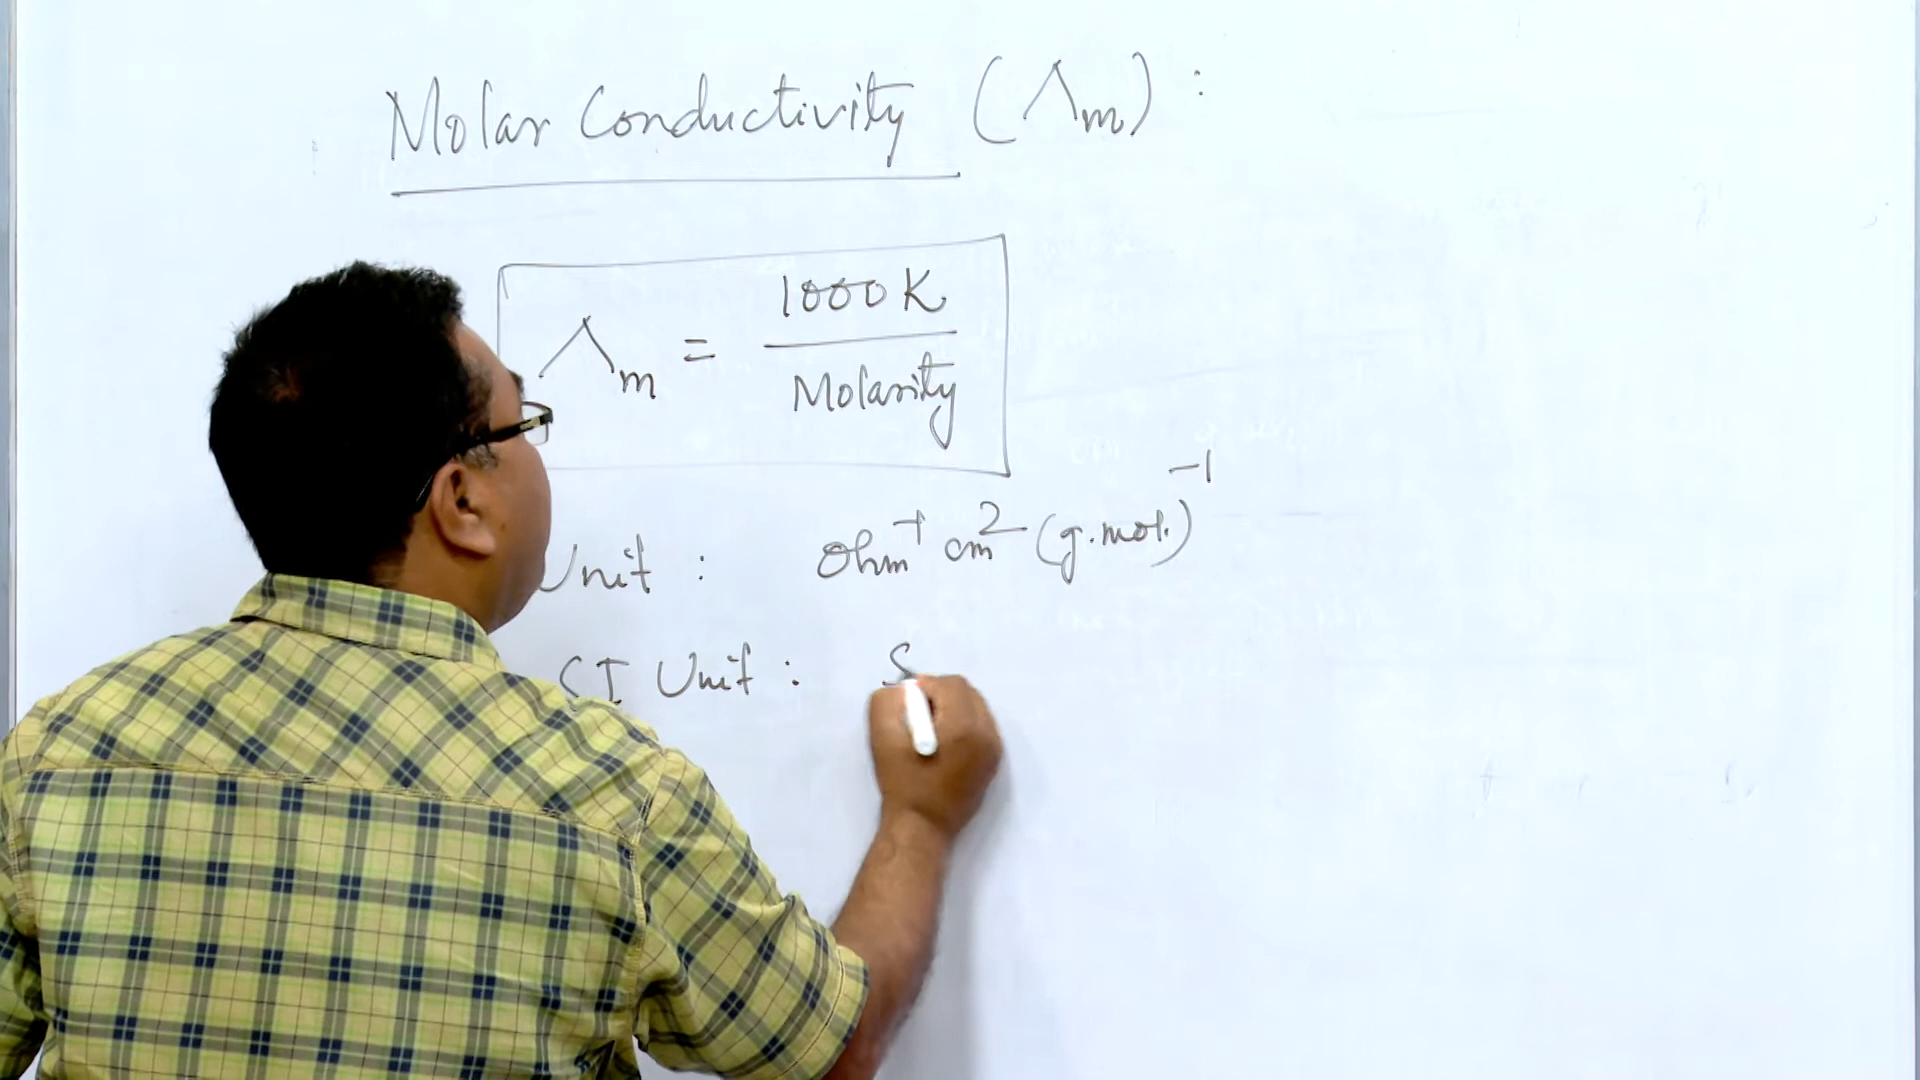 Molar Conductivity (Λm) :
Λm = 1000 K / Molarity
Unit : ohm⁻¹ cm² (g.mol.)⁻¹
SI Unit : S